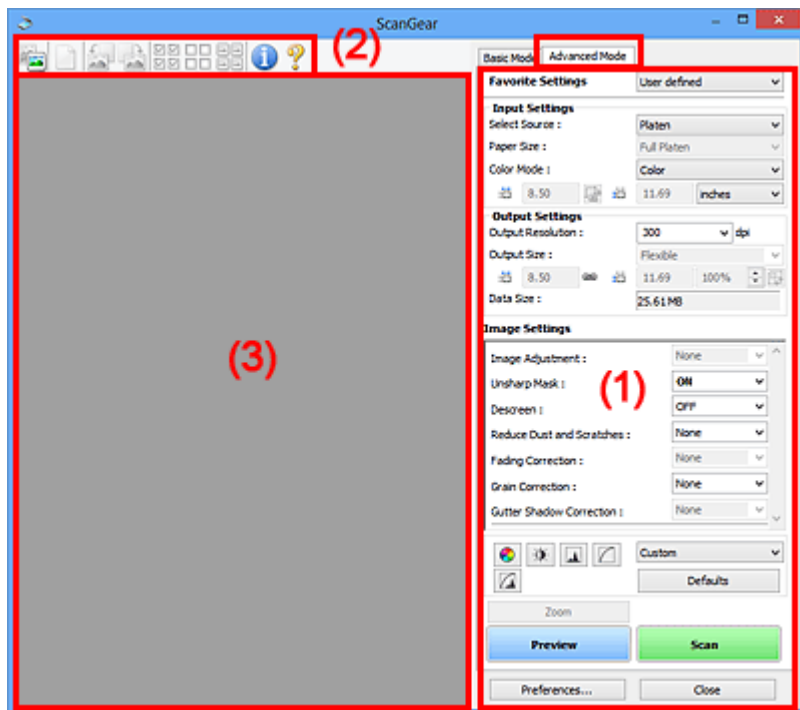 ScanGear
(2)
Basic Mode Advanced Mode
Favorite Settings User defined
Input Settings
Select Source : Platen
Paper Size : Full Platen
Color Mode : Color
8.50 11.69 inches
Output Settings
Output Resolution : 300 dpi
Output Size : Flexible
8.50 11.69 100%
Data Size : 25.61MB
Image Settings
(3)
(1)
Image Adjustment : None
Unsharp Mask : ON
Descreen : OFF
Reduce Dust and Scratches : None
Fading Correction : None
Grain Correction : None
Gutter Shadow Correction : None
Custom
Defaults
Zoom
Preview Scan
Preferences... Close